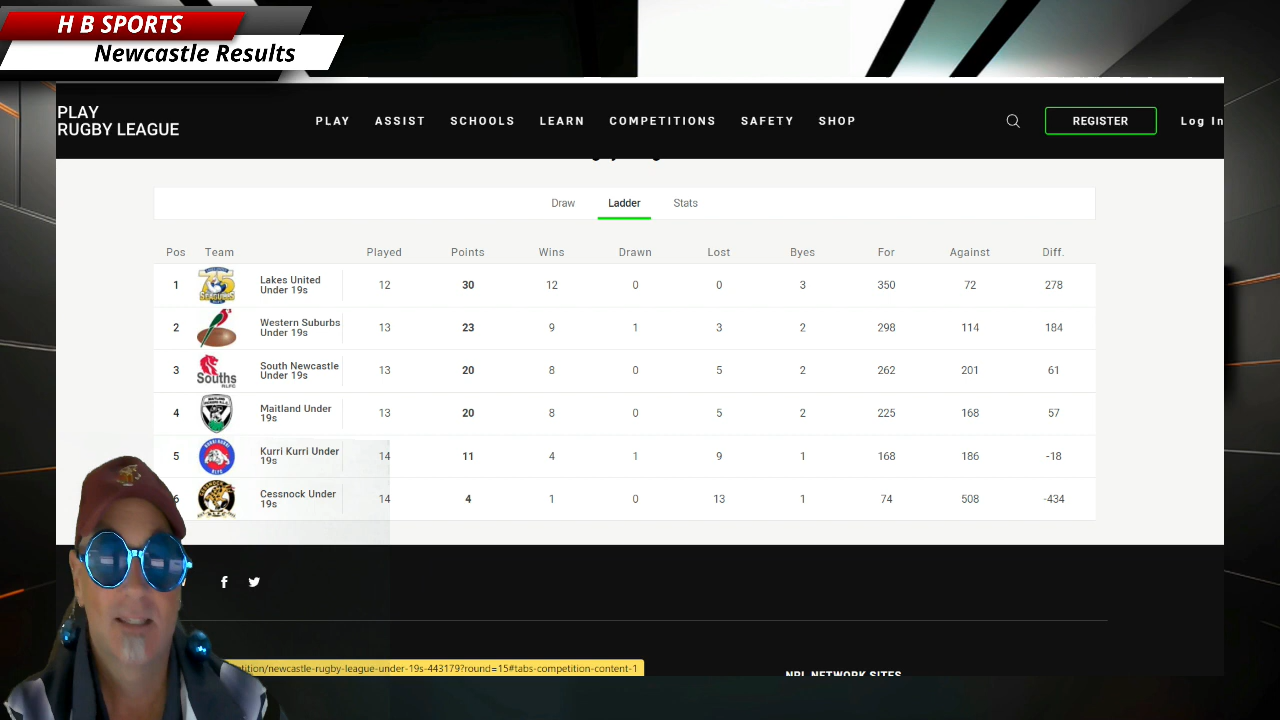 H B SPORTS
Newcastle Results
PLAY
RUGBY LEAGUE
PLAY ASSIST SCHOOLS LEARN COMPETITIONS SAFETY SHOP
REGISTER
Log In
Draw Ladder Stats
Pos Team Played Points Wins Drawn Lost Byes For Against Diff.
1 Lakes United Under 19s 12 30 12 0 0 3 350 72 278
2 Western Suburbs Under 19s 13 23 9 1 3 2 298 114 184
3 South Newcastle Under 19s 13 20 8 0 5 2 262 201 61
Souths
RLFC
4 Maitland Under 19s 13 20 8 0 5 2 225 168 57
5 Kurri Kurri Under 19s 14 11 4 1 9 1 168 186 -18
6 Cessnock Under 19s 14 4 1 0 13 1 74 508 -434
tition/newcastle-rugby-league-under-19s-443179?round=15#tabs-competition-content-1
NRL NETWORK SITES